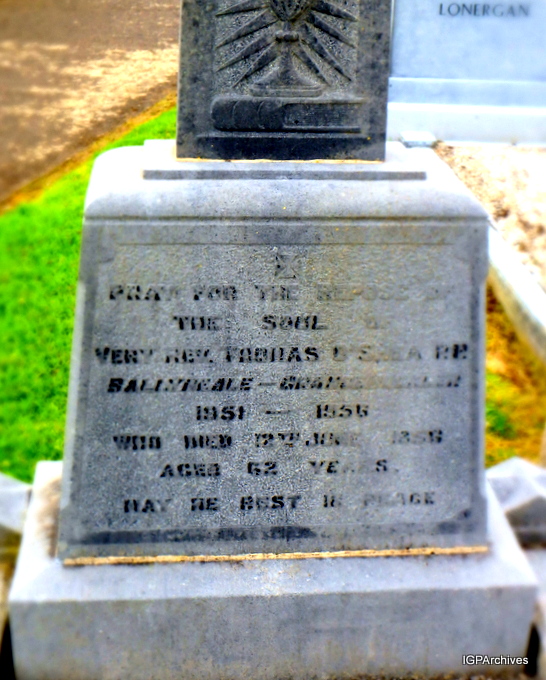 LONERGAN
PRAY FOR THE REPOSE OF
THE SOUL OF
VERY REV. THOMAS O'SHEA P.P.
BALLYNEALE —
1951 — 1956
WHO DIED 12TH JUNE 1956
AGED 62 YEARS.
MAY HE REST IN PEACE
IGPArchives